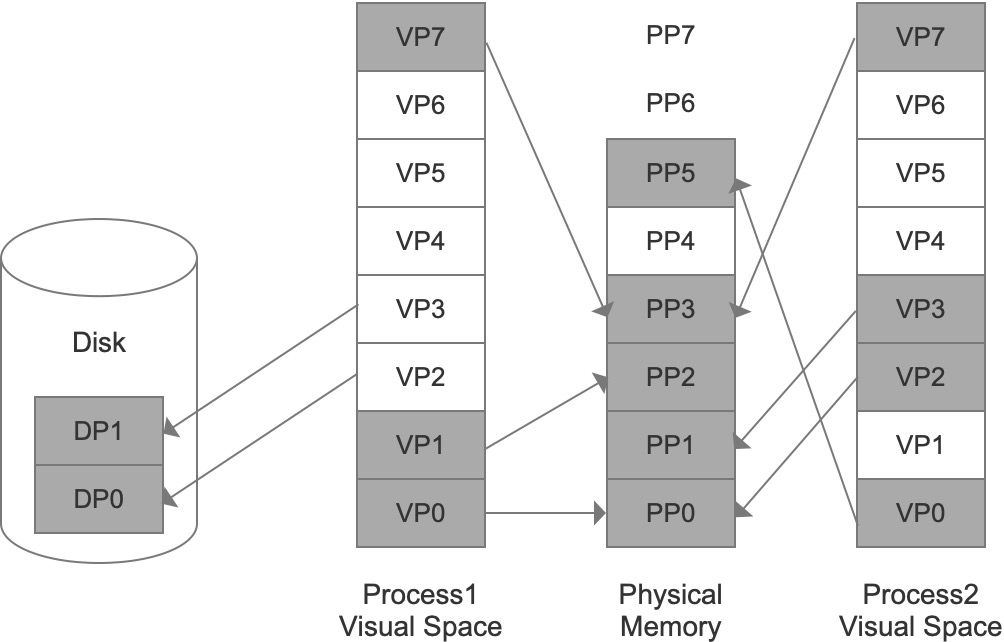 VP7
VP6
VP5
VP4
VP3
VP2
VP1
VP0
Process1
Visual Space
PP7
PP6
PP5
PP4
PP3
PP2
PP1
PP0
Physical
Memory
VP7
VP6
VP5
VP4
VP3
VP2
VP1
VP0
Process2
Visual Space
Disk
DP1
DP0